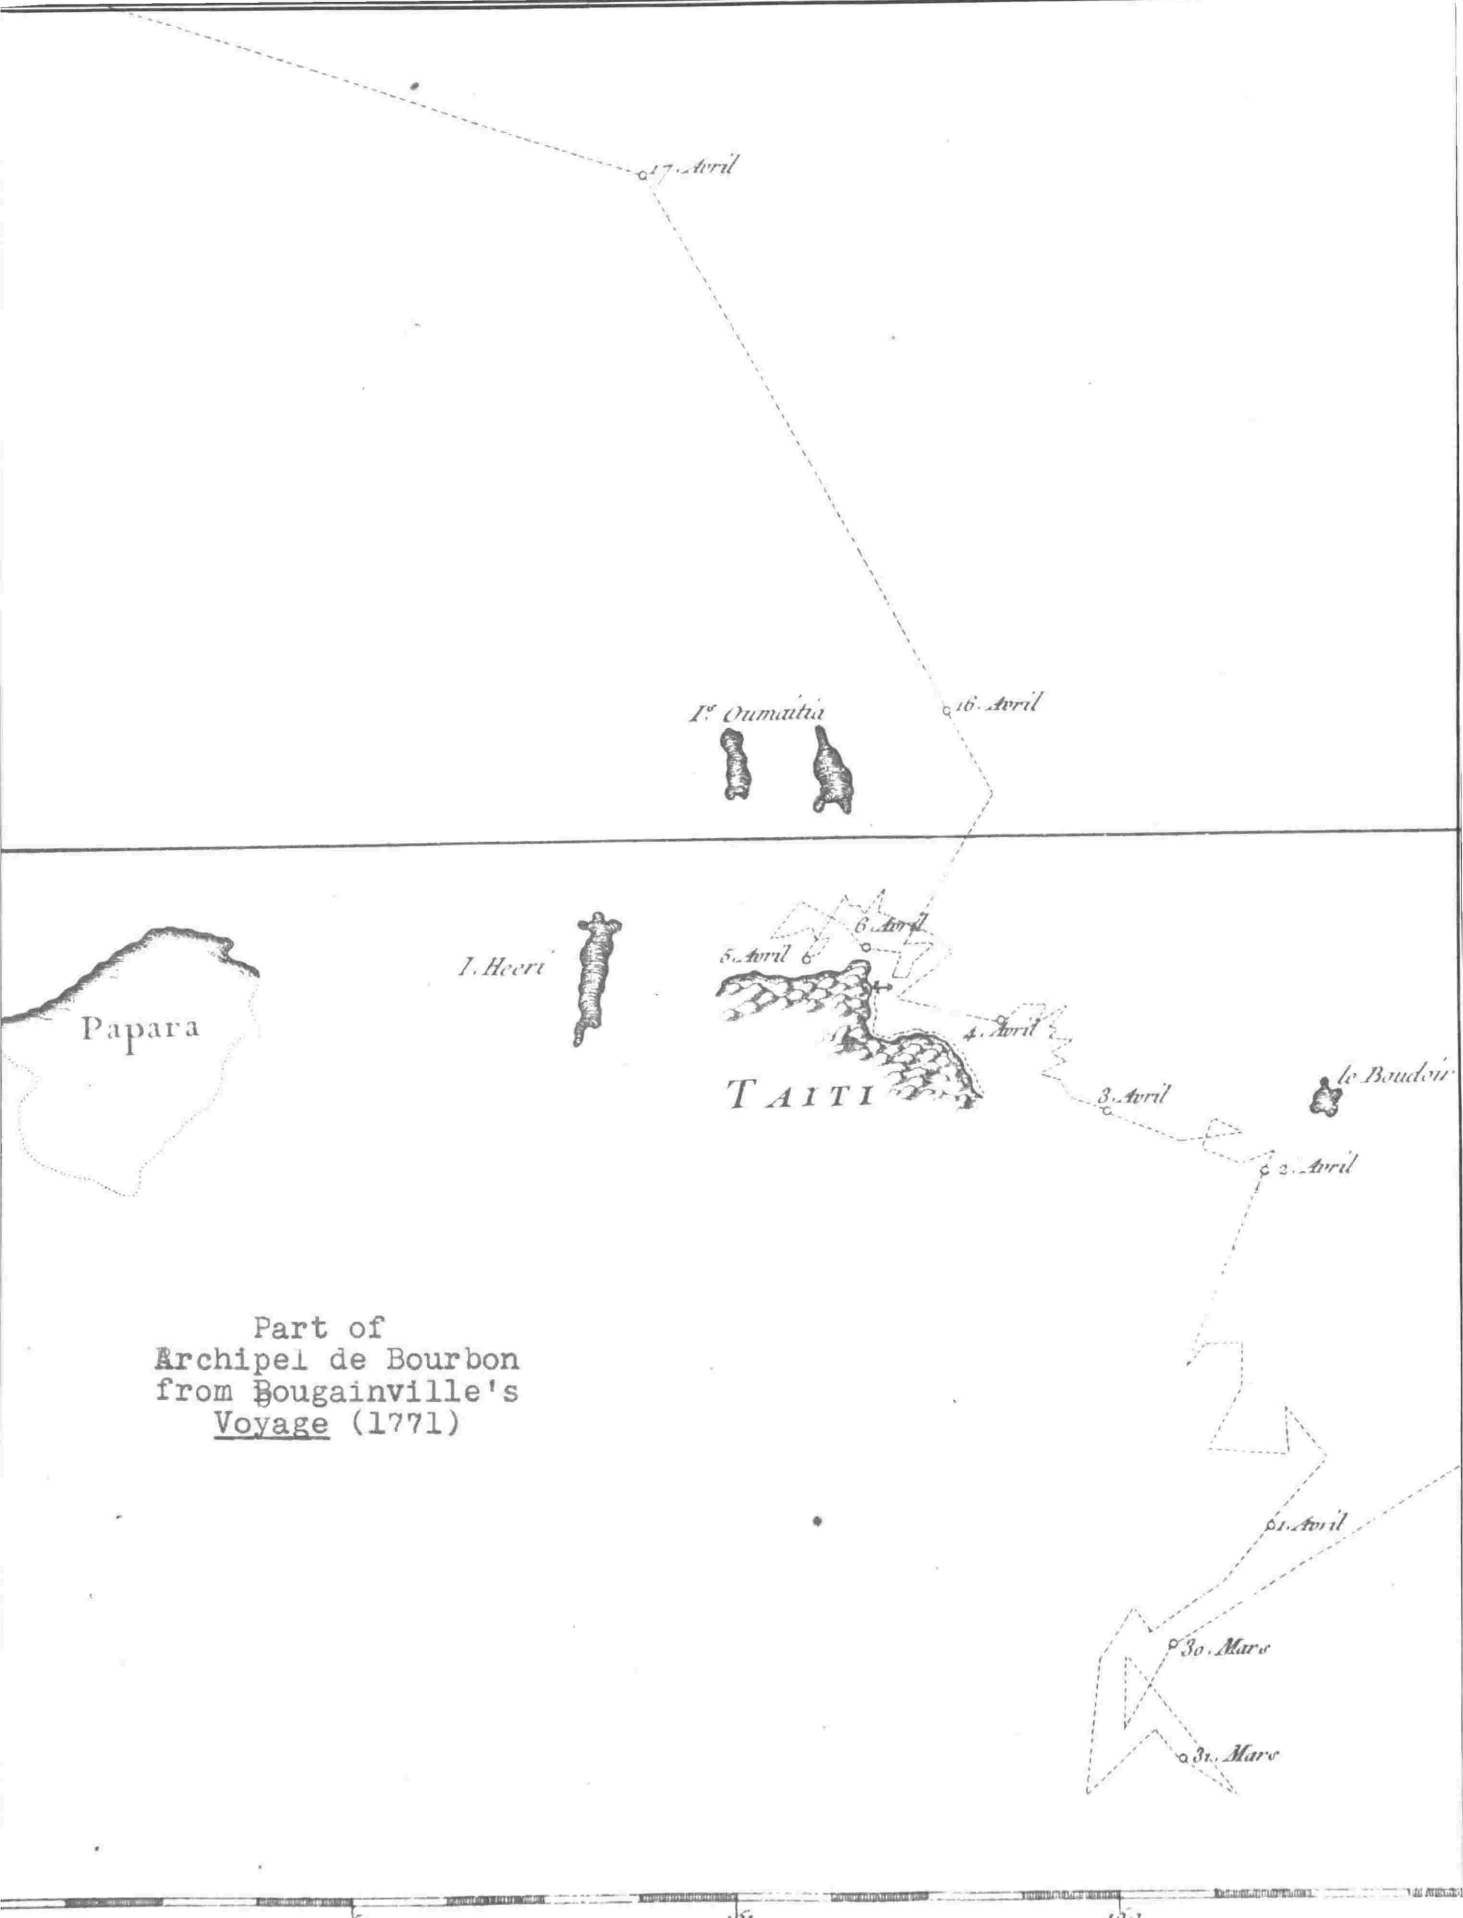 17. Avril
16. Avril
Is. Oumaitia
6. Avril
5. Avril
I. Heeri
Papara
4. Avril
TAITI
le Boudoir
3. Avril
2. Avril
Part of
Archipel de Bourbon
from Bougainville's
Voyage (1771)
1. Avril
30. Mars
31. Mars